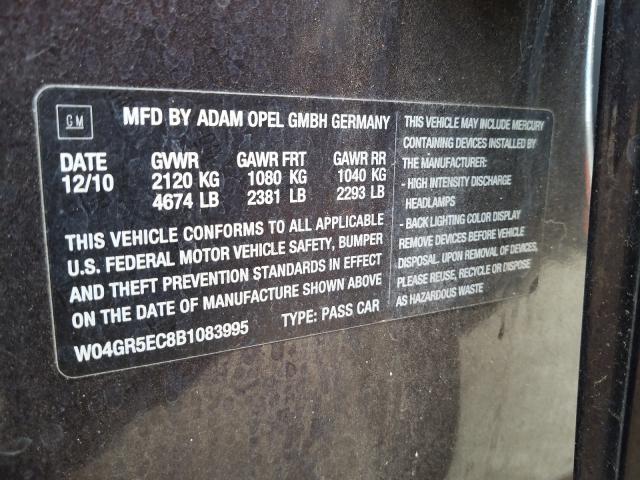 GM
MFD BY ADAM OPEL GMBH GERMANY
DATE GVWR GAWR FRT GAWR RR
12/10 2120 KG 1080 KG 1040 KG
4674 LB 2381 LB 2293 LB
THIS VEHICLE CONFORMS TO ALL APPLICABLE
U.S. FEDERAL MOTOR VEHICLE SAFETY, BUMPER
AND THEFT PREVENTION STANDARDS IN EFFECT
ON THE DATE OF MANUFACTURE SHOWN ABOVE
W04GR5EC8B1083995 TYPE: PASS CAR
THIS VEHICLE MAY INCLUDE MERCURY
CONTAINING DEVICES INSTALLED BY
THE MANUFACTURER:
- HIGH INTENSITY DISCHARGE
HEADLAMPS
- BACK LIGHTING COLOR DISPLAY
REMOVE DEVICES BEFORE VEHICLE
DISPOSAL. UPON REMOVAL OF DEVICES,
PLEASE REUSE, RECYCLE OR DISPOSE
AS HAZARDOUS WASTE